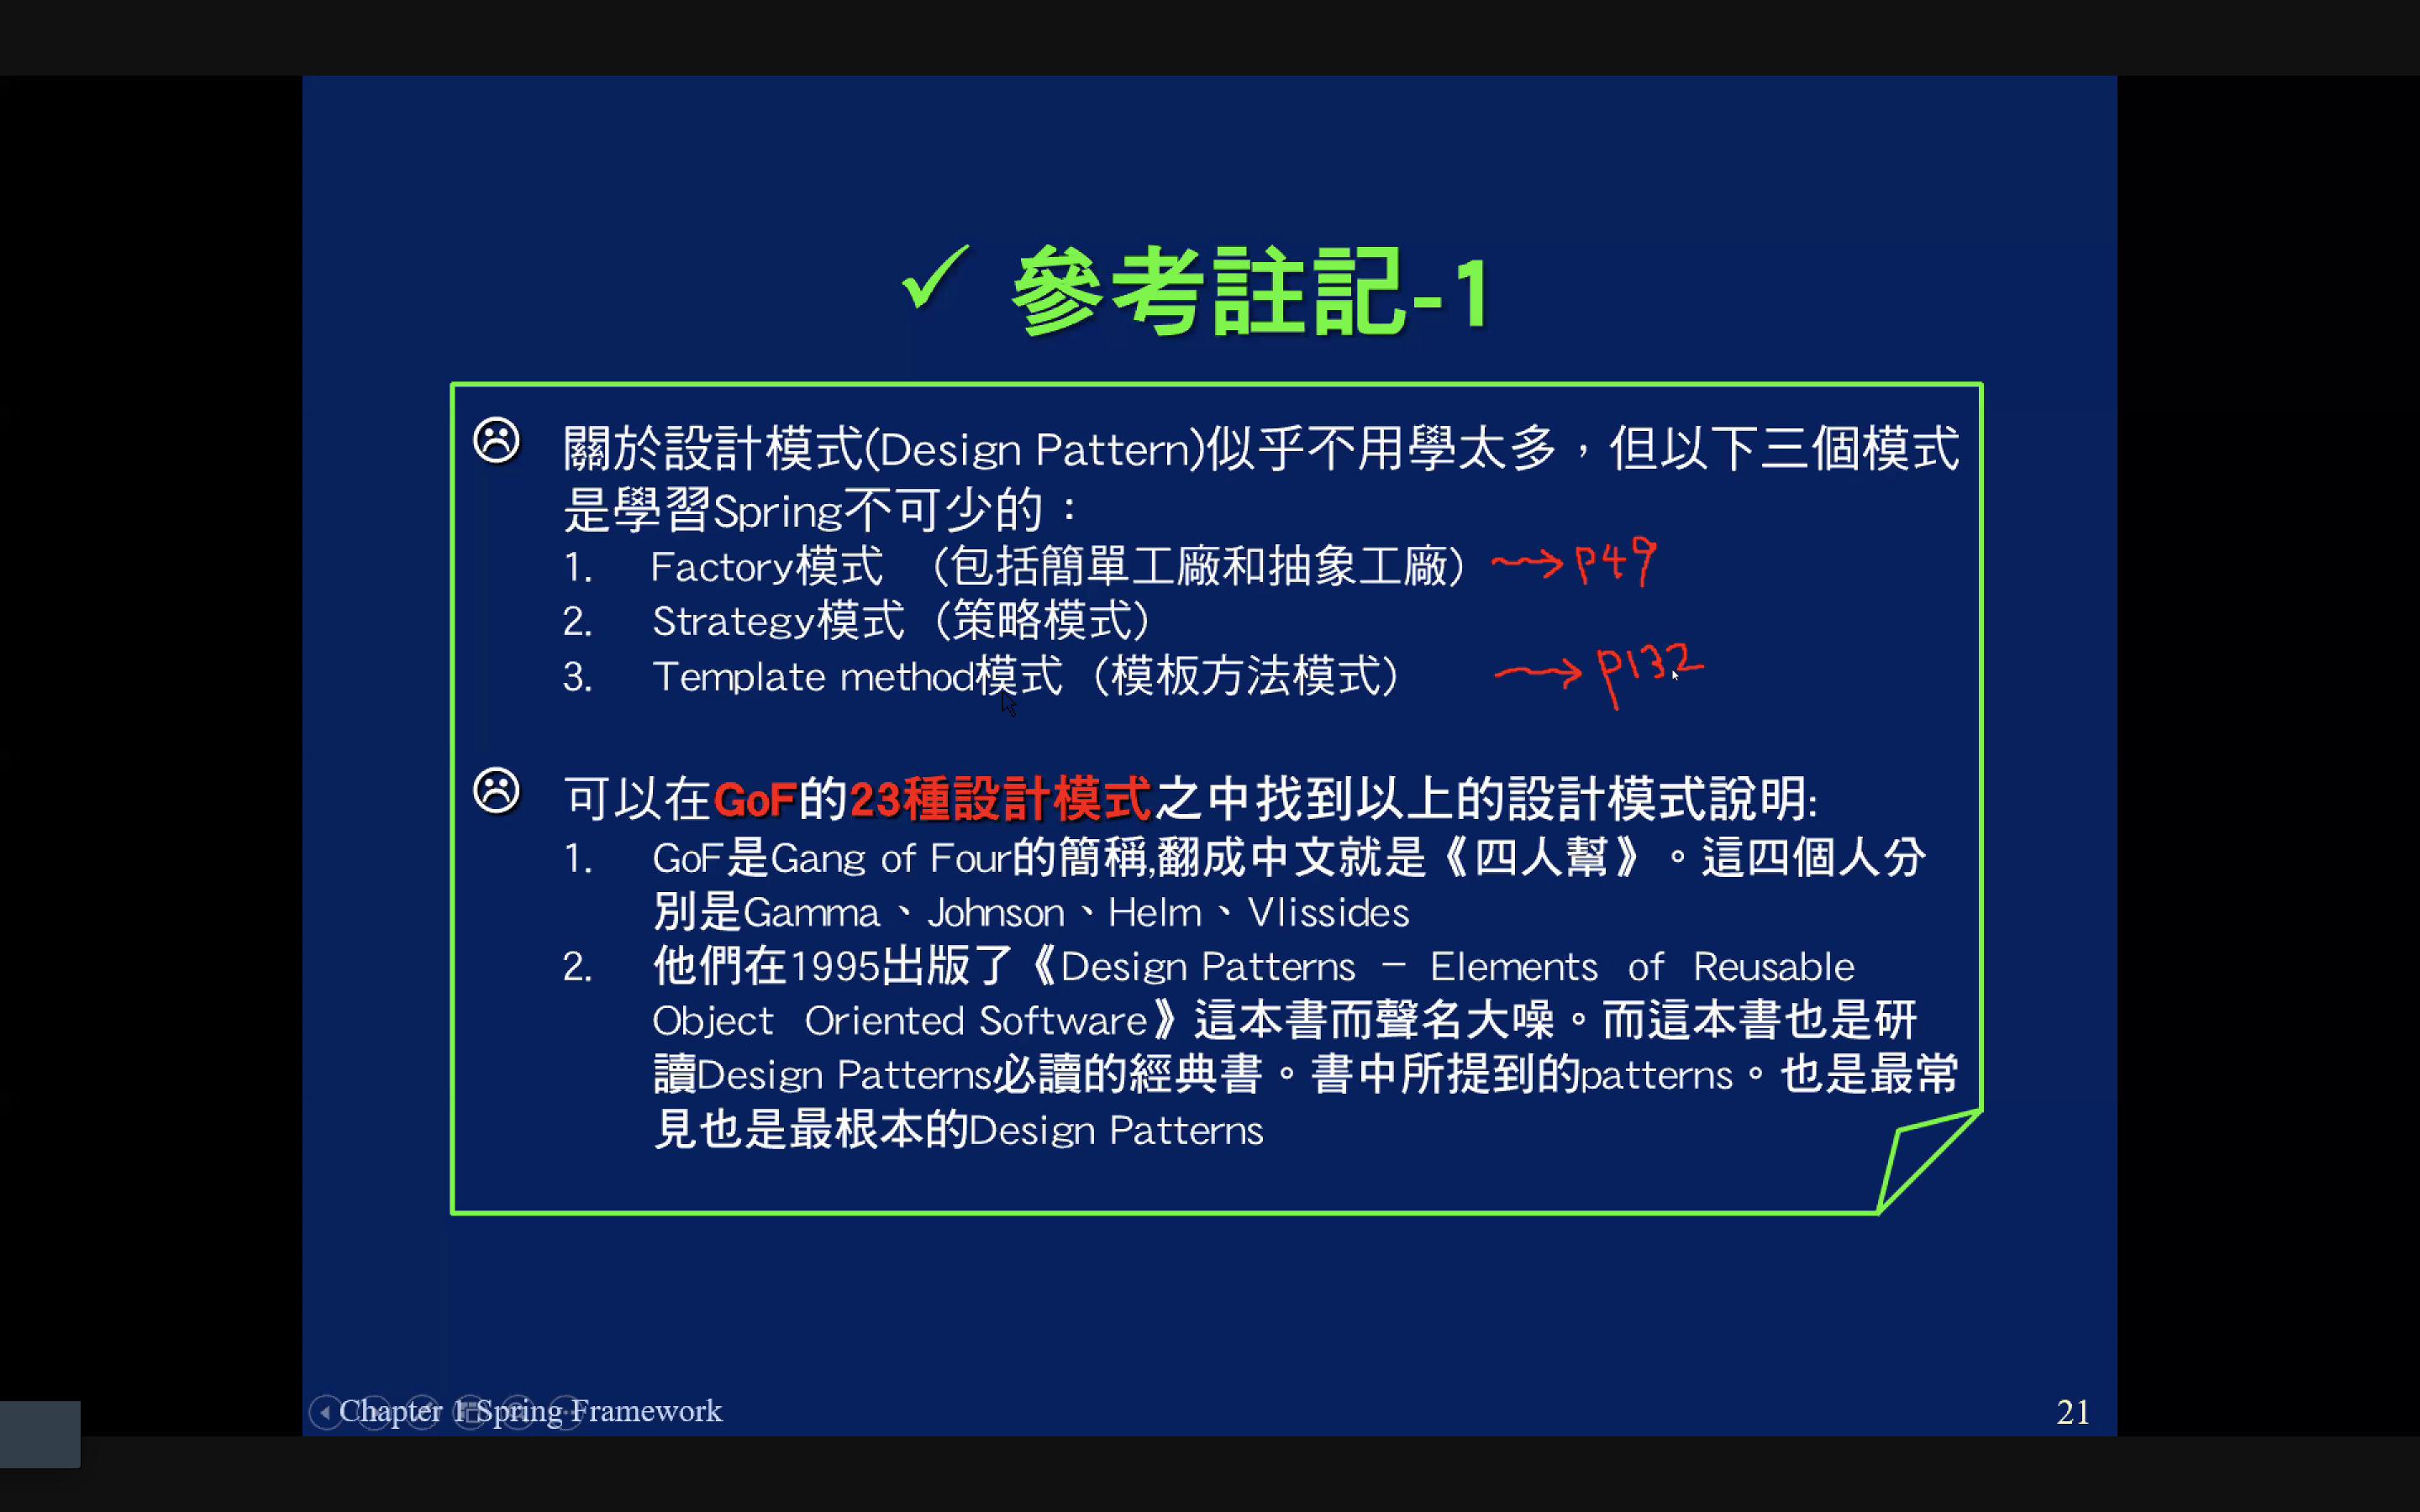 ✓ 參考註記-1
關於設計模式(Design Pattern)似乎不用學太多，但以下三個模式
是學習Spring不可少的：
1. Factory模式 （包括簡單工廠和抽象工廠） → p49
2. Strategy模式（策略模式）
3. Template method模式（模板方法模式） → p132
可以在GoF的23種設計模式之中找到以上的設計模式說明:
1. GoF是Gang of Four的簡稱,翻成中文就是《四人幫》。這四個人分
別是Gamma、Johnson、Helm、Vlissides
2. 他們在1995出版了《Design Patterns － Elements of Reusable
Object Oriented Software》這本書而聲名大噪。而這本書也是研
讀Design Patterns必讀的經典書。書中所提到的patterns。也是最常
見也是最根本的Design Patterns
Chapter 1 Spring Framework
21